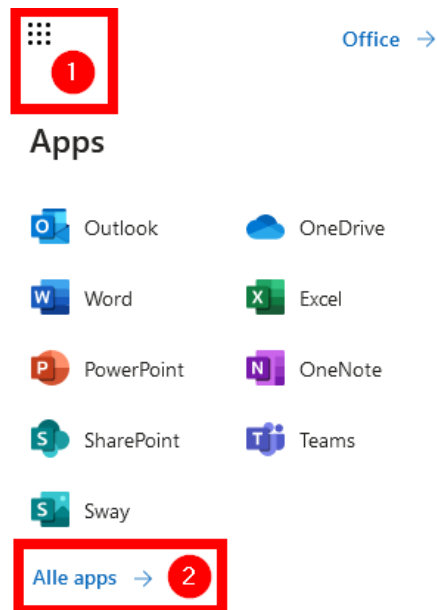 Office →
1
Apps
Outlook OneDrive
Word Excel
PowerPoint OneNote
SharePoint Teams
Sway
Alle apps → 2